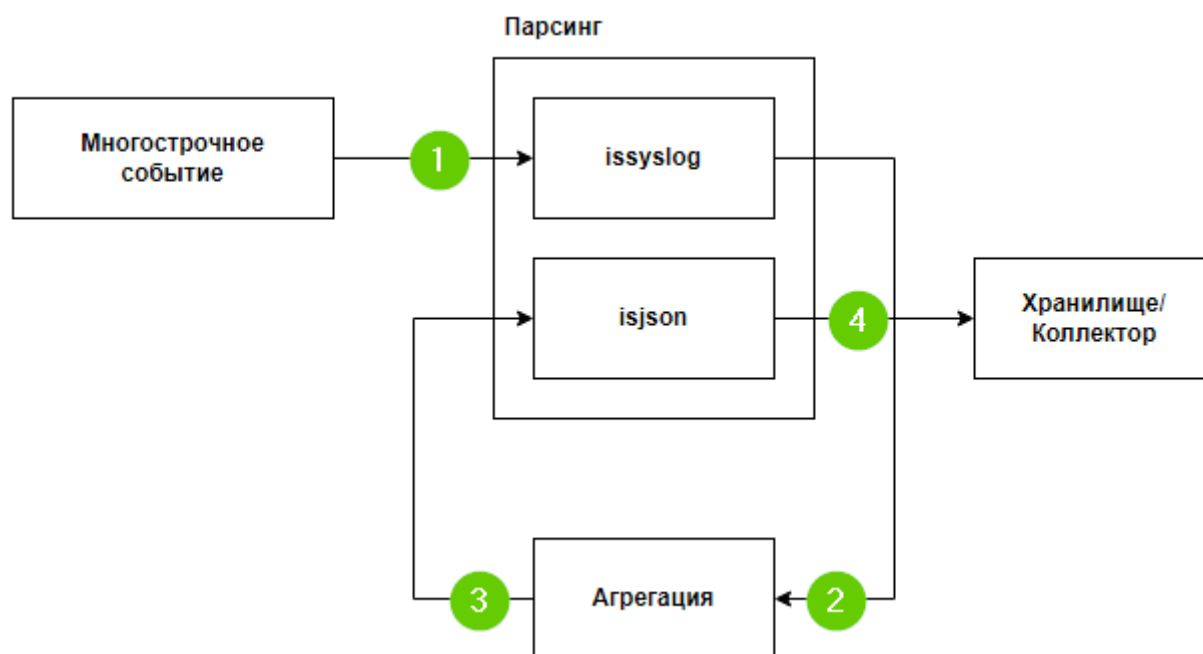 Парсинг
Многострочное
событие
1
issyslog
isjson
4
Хранилище/
Коллектор
3
Агрегация
2